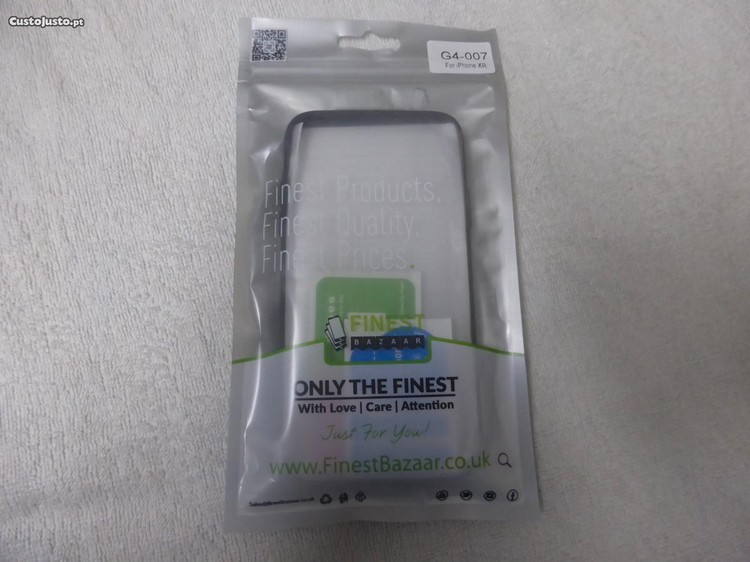 CustoJusto.pt
G4-007
For iPhone XR
Finest Products.
Finest Quality.
Finest Prices.
FINEST
BAZAAR
ONLY THE FINEST
With Love | Care | Attention
Just For You!
www.FinestBazaar.co.uk